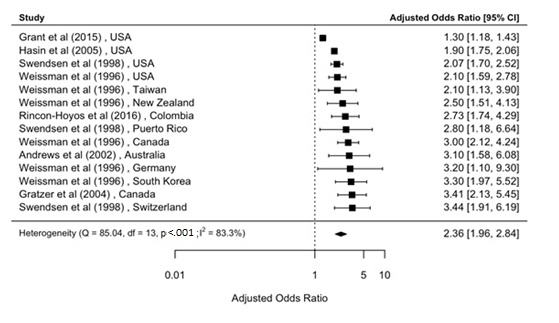 Study Adjusted Odds Ratio [95% CI]
Grant et al (2015) , USA 1.30 [1.18, 1.43]
Hasin et al (2005) , USA 1.90 [1.75, 2.06]
Swendsen et al (1998) , USA 2.07 [1.70, 2.52]
Weissman et al (1996) , USA 2.10 [1.59, 2.78]
Weissman et al (1996) , Taiwan 2.10 [1.13, 3.90]
Weissman et al (1996) , New Zealand 2.50 [1.51, 4.13]
Rincon-Hoyos et al (2016) , Colombia 2.73 [1.74, 4.29]
Swendsen et al (1998) , Puerto Rico 2.80 [1.18, 6.64]
Weissman et al (1996) , Canada 3.00 [2.12, 4.24]
Andrews et al (2002) , Australia 3.10 [1.58, 6.08]
Weissman et al (1996) , Germany 3.20 [1.10, 9.30]
Weissman et al (1996) , South Korea 3.30 [1.97, 5.52]
Gratzer et al (2004) , Canada 3.41 [2.13, 5.45]
Swendsen et al (1998) , Switzerland 3.44 [1.91, 6.19]
Heterogeneity (Q = 85.04, df = 13, p <.001 ;I² = 83.3%) 2.36 [1.96, 2.84]
0.01 1 5 10
Adjusted Odds Ratio